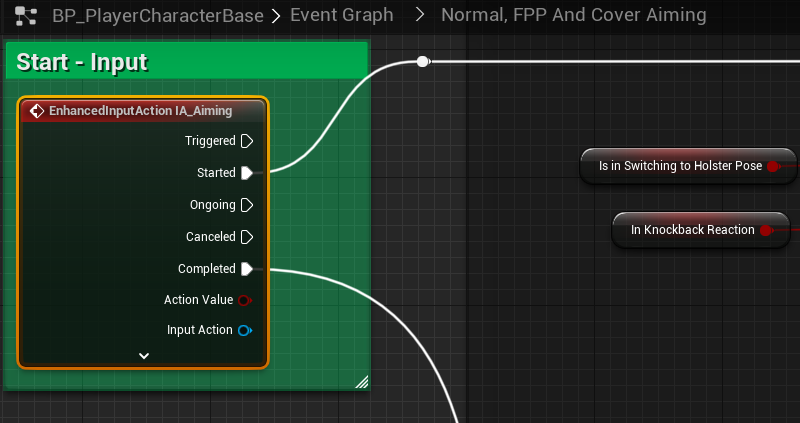 BP_PlayerCharacterBase > Event Graph > Normal, FPP And Cover Aiming
Start - Input
EnhancedInputAction IA_Aiming
Triggered
Started
Ongoing
Canceled
Completed
Action Value
Input Action
Is in Switching to Holster Pose
In Knockback Reaction